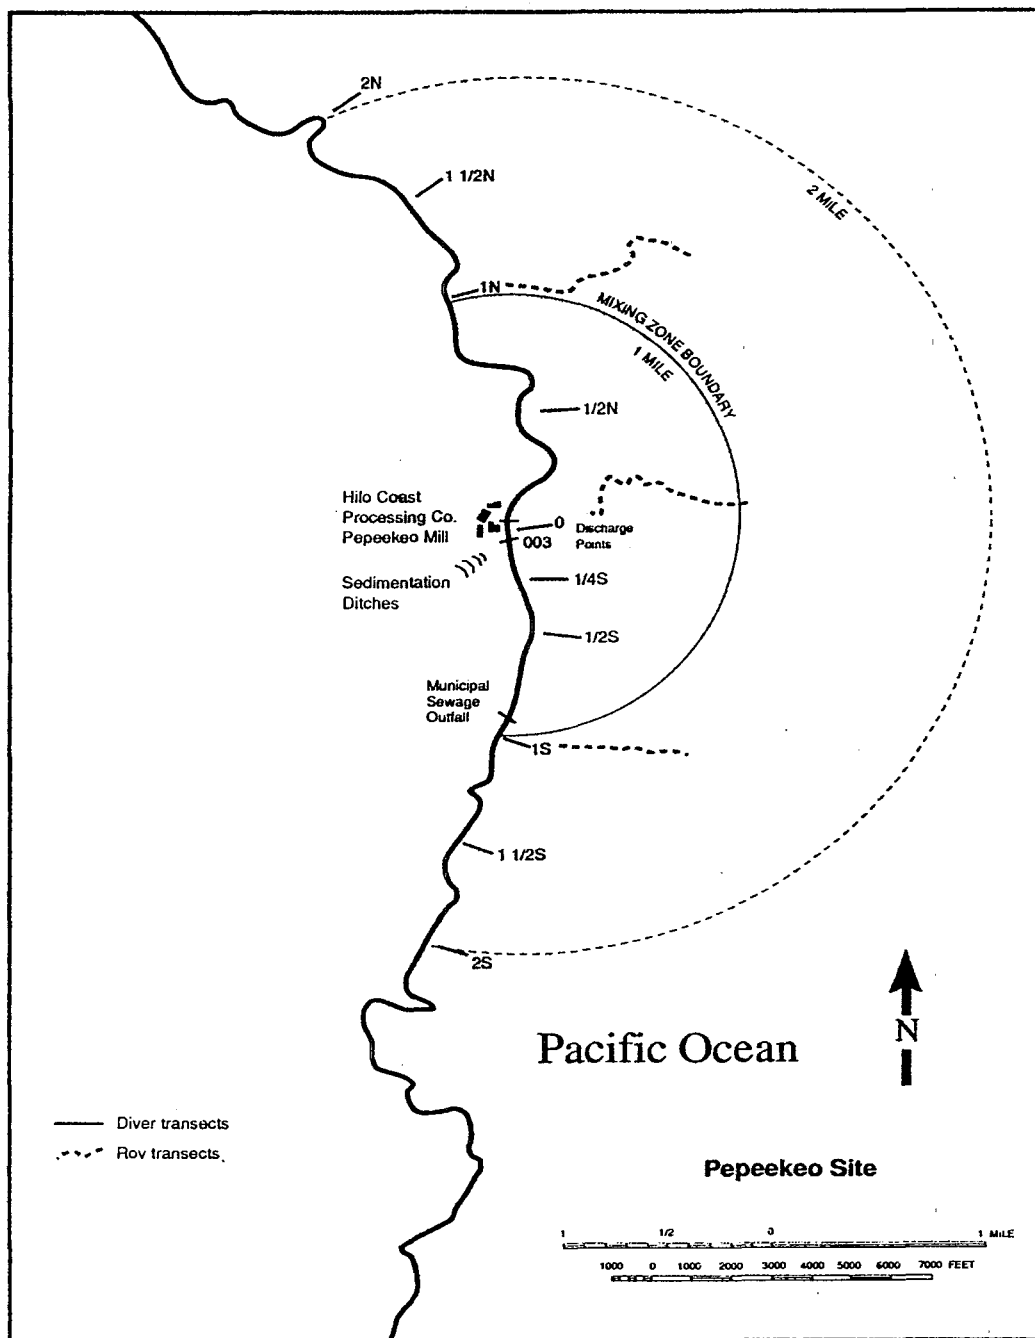 2N
1 1/2N
2 MILE
1N
MIXING ZONE BOUNDARY
1 MILE
1/2N
Hilo Coast
Processing Co.
Pepeekeo Mill
0
Discharge
Points
003
Sedimentation
Ditches
1/4S
1/2S
Municipal
Sewage
Outfall
1S
1 1/2S
2S
N
Pacific Ocean
Diver transects
Rov transects
Pepeekeo Site
1 1/2 0 1 MILE
1000 0 1000 2000 3000 4000 5000 6000 7000 FEET